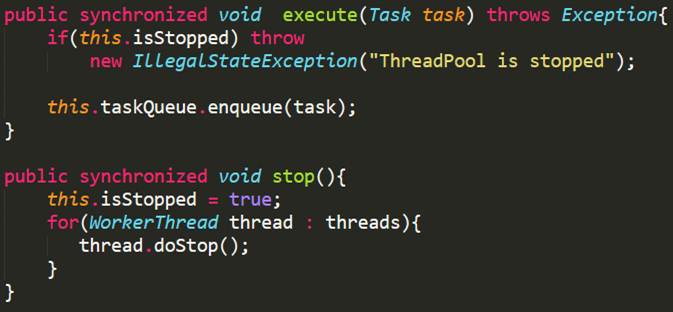 public synchronized void  execute(Task task) throws Exception{
    if(this.isStopped) throw
        new IllegalStateException("ThreadPool is stopped");

    this.taskQueue.enqueue(task);
}

public synchronized void stop(){
    this.isStopped = true;
    for(WorkerThread thread : threads){
       thread.doStop();
    }
}